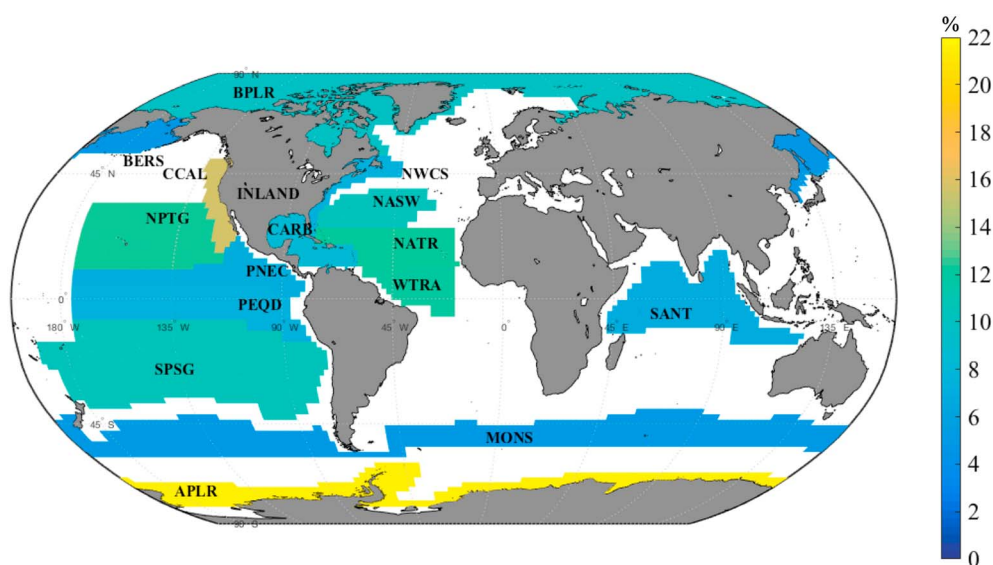 %
22
20
18
16
14
12
10
8
6
4
2
0
90° N
BPLR
BERS
CCAL
45° N
INLAND
NWCS
NPTG
NASW
CARB
NATR
PNEC
WTRA
PEQD
0°
SANT
180° W
135° W
90° W
45° W
0°
45° E
90° E
135° E
SPSG
45° S
MONS
APLR
90° S